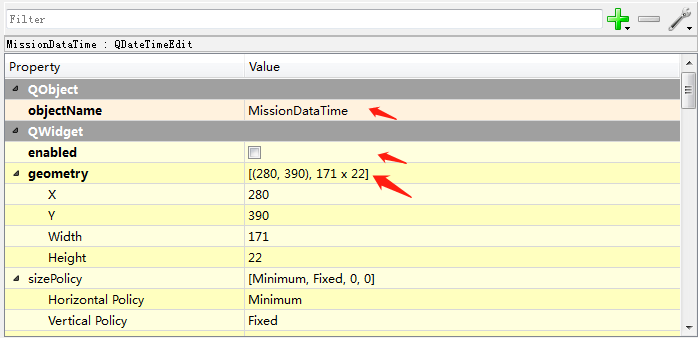 Filter
MissionDataTime : QDateTimeEdit
Property Value
QObject
objectName MissionDataTime
QWidget
enabled
geometry [(280, 390), 171 x 22]
X 280
Y 390
Width 171
Height 22
sizePolicy [Minimum, Fixed, 0, 0]
Horizontal Policy Minimum
Vertical Policy Fixed